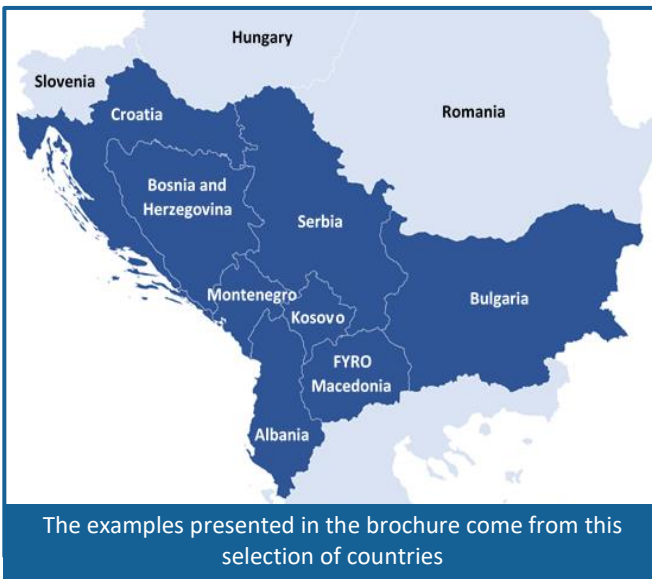 Hungary
Slovenia
Romania
Croatia
Bosnia and
Herzegovina
Serbia
Montenegro
Bulgaria
Kosovo
FYRO
Macedonia
Albania
The examples presented in the brochure come from this
selection of countries